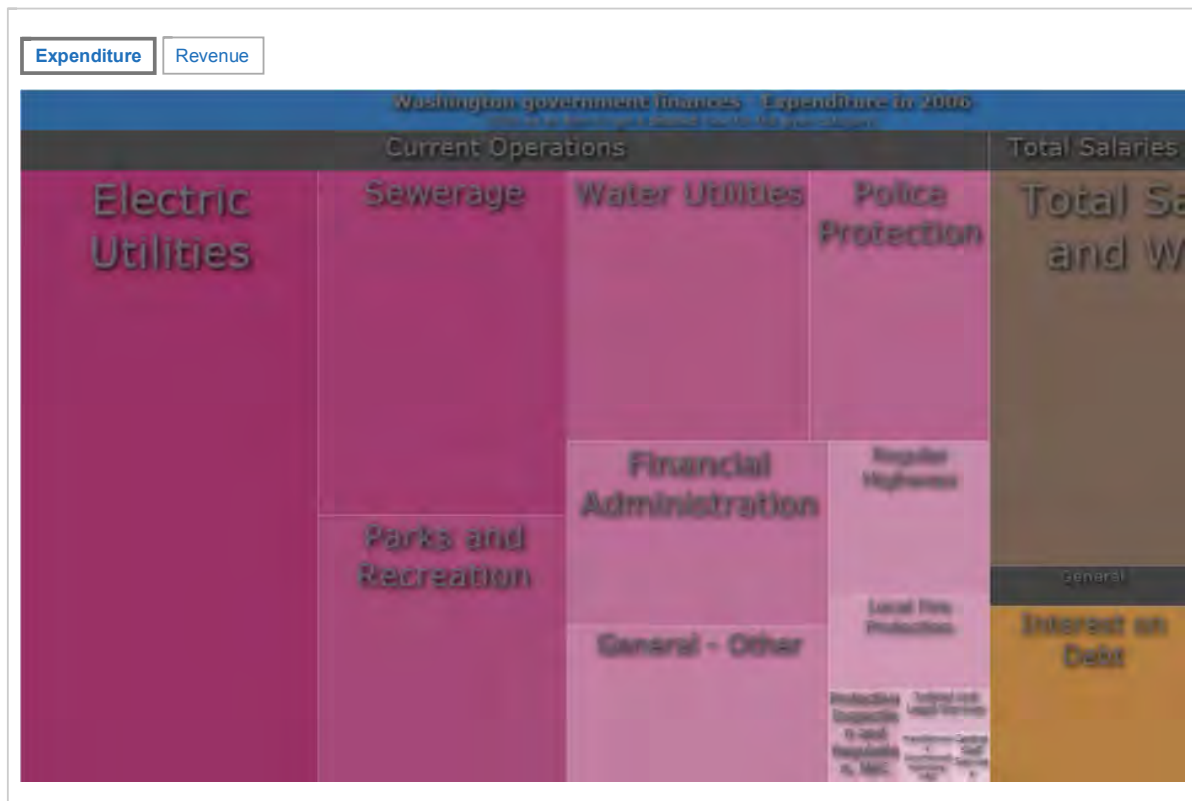 Expenditure
Revenue
Washington government finances - Expenditure in 2006
Current Operations
Total Salaries
Electric
Utilities
Sewerage
Water Utilities
Police
Protection
Total Sa
and W
Financial
Administration
Regular
Highways
Parks and
Recreation
General
General - Other
Local Fire
Protection
Interest on
Debt
Protective